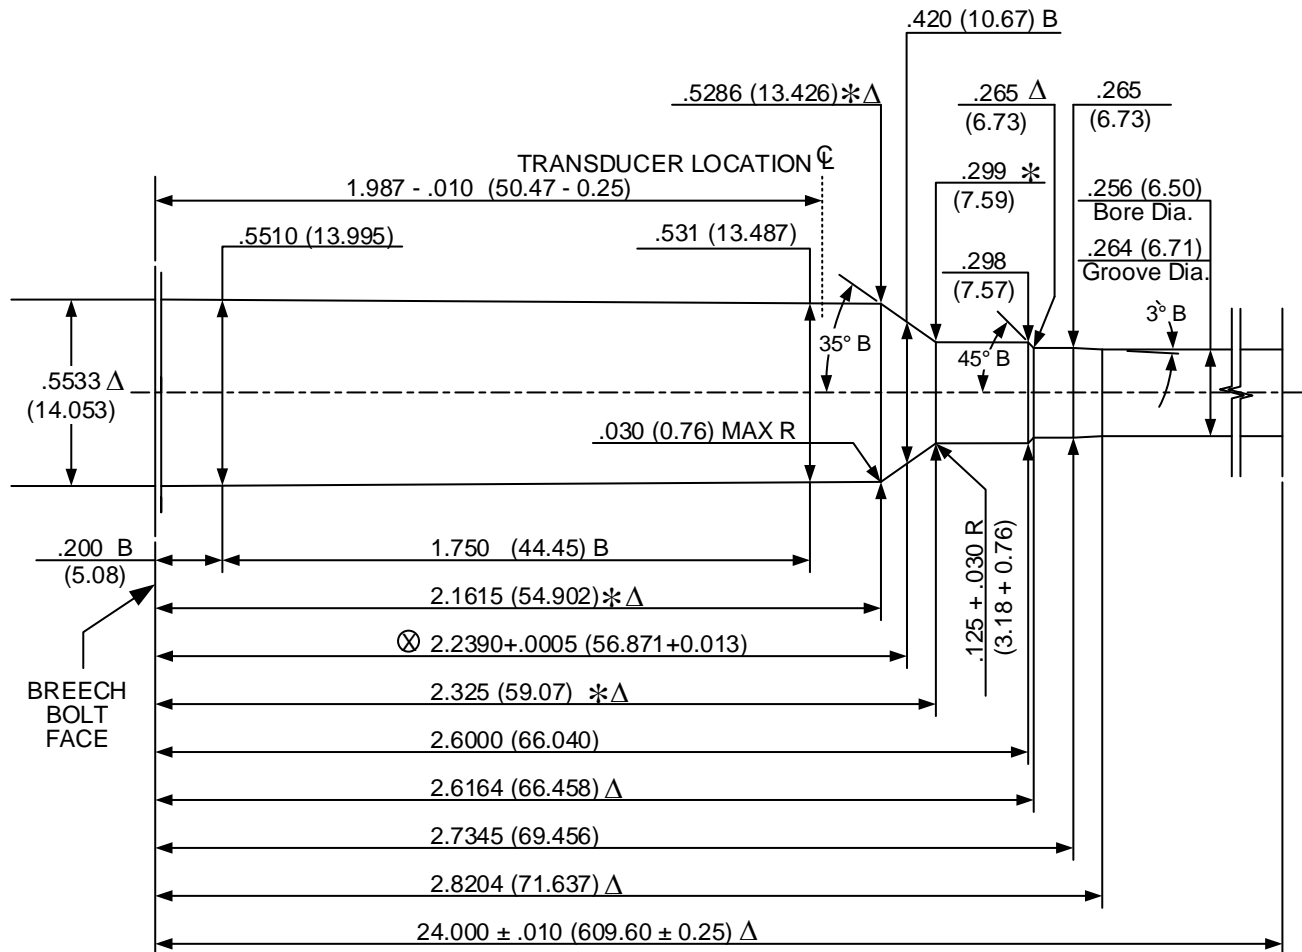 .420 (10.67) B
.5286 (13.426)✻Δ
.265 Δ
(6.73)
.265
(6.73)
TRANSDUCER LOCATION ℄
1.987 - .010 (50.47 - 0.25)
.299 ✻
(7.59)
.256 (6.50)
Bore Dia.
.5510 (13.995)
.531 (13.487)
.298
(7.57)
.264 (6.71)
Groove Dia.
3° B
35° B
45° B
.5533 Δ
(14.053)
.030 (0.76) MAX R
.125 + .030 R
(3.18 + 0.76)
.200 B
(5.08)
1.750 (44.45) B
2.1615 (54.902)✻Δ
⊗ 2.2390+.0005 (56.871+0.013)
BREECH
BOLT
FACE
2.325 (59.07) ✻Δ
2.6000 (66.040)
2.6164 (66.458) Δ
2.7345 (69.456)
2.8204 (71.637) Δ
24.000 ± .010 (609.60 ± 0.25) Δ